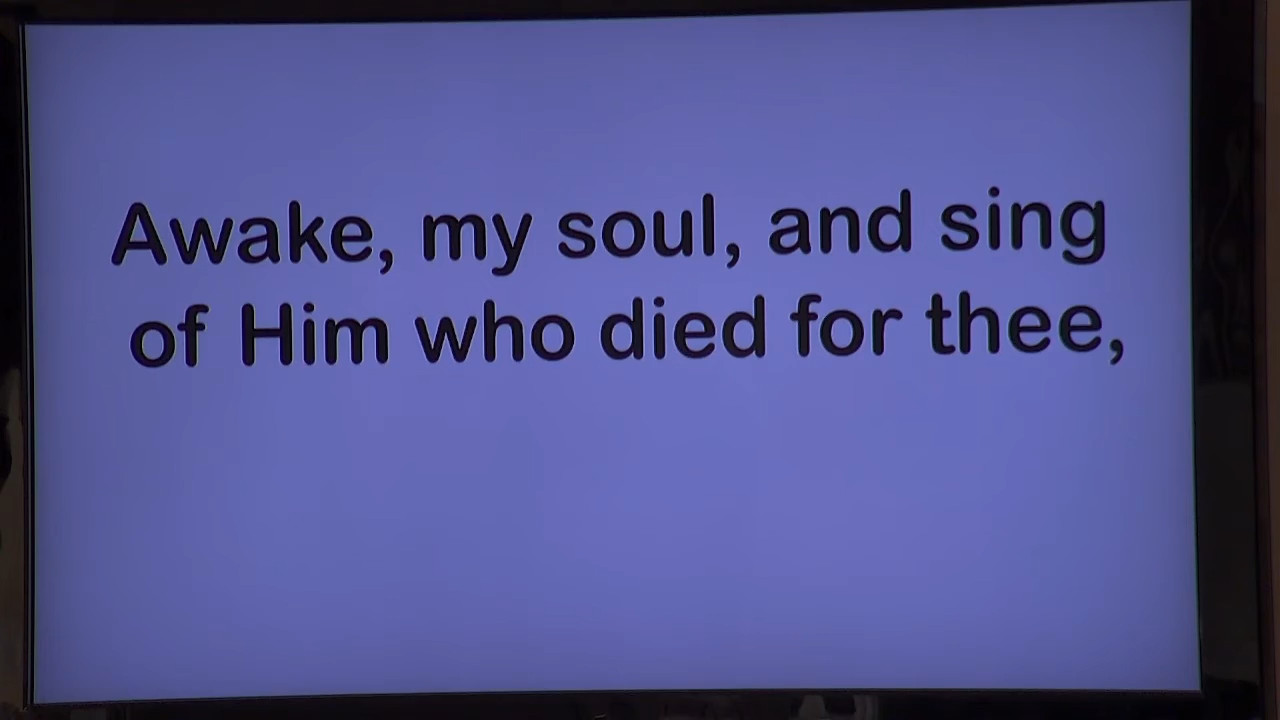 Awake, my soul, and sing
of Him who died for thee,